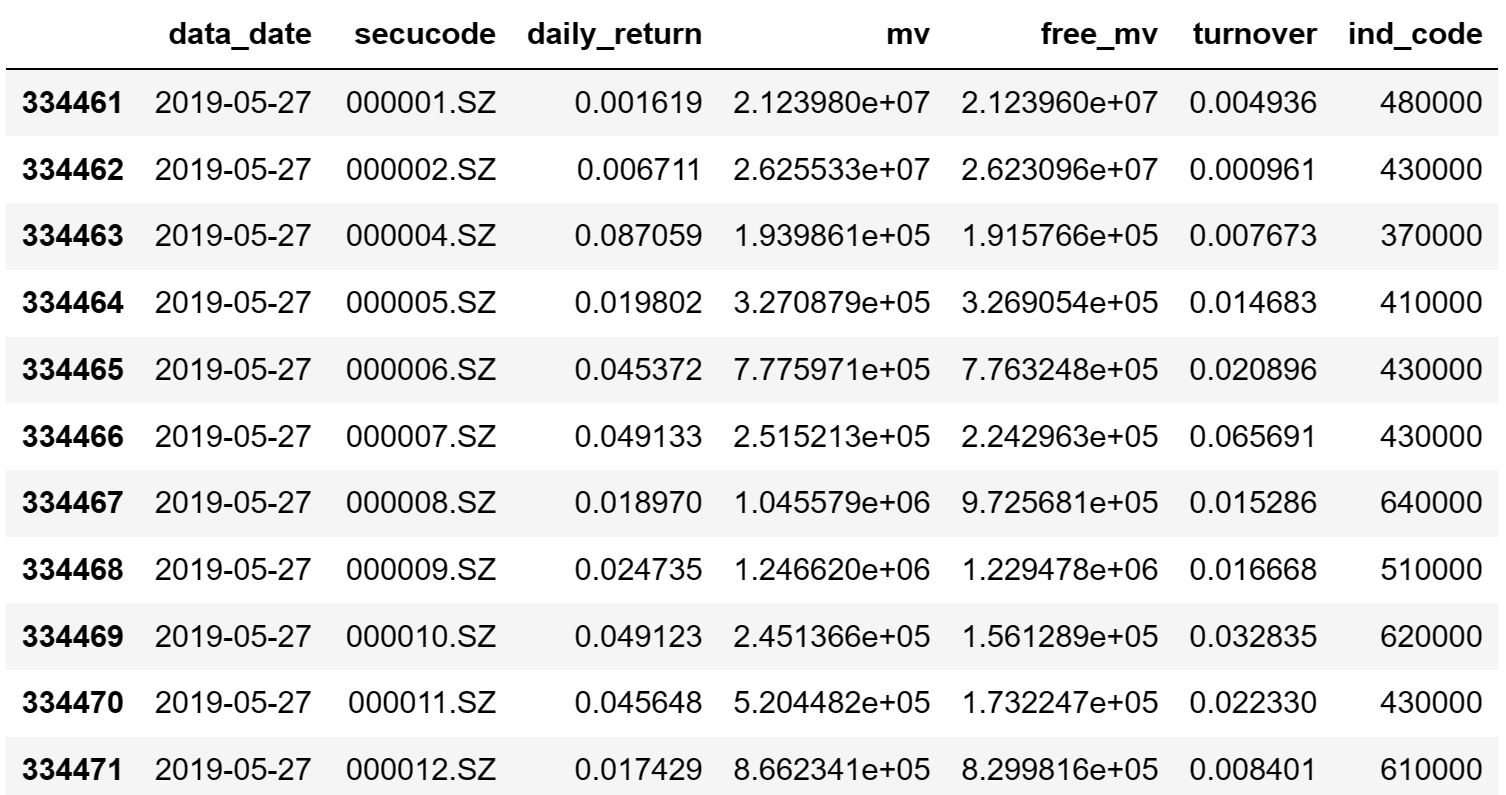 data_date secucode daily_return mv free_mv turnover ind_code
334461 2019-05-27 000001.SZ 0.001619 2.123980e+07 2.123960e+07 0.004936 480000
334462 2019-05-27 000002.SZ 0.006711 2.625533e+07 2.623096e+07 0.000961 430000
334463 2019-05-27 000004.SZ 0.087059 1.939861e+05 1.915766e+05 0.007673 370000
334464 2019-05-27 000005.SZ 0.019802 3.270879e+05 3.269054e+05 0.014683 410000
334465 2019-05-27 000006.SZ 0.045372 7.775971e+05 7.763248e+05 0.020896 430000
334466 2019-05-27 000007.SZ 0.049133 2.515213e+05 2.242963e+05 0.065691 430000
334467 2019-05-27 000008.SZ 0.018970 1.045579e+06 9.725681e+05 0.015286 640000
334468 2019-05-27 000009.SZ 0.024735 1.246620e+06 1.229478e+06 0.016668 510000
334469 2019-05-27 000010.SZ 0.049123 2.451366e+05 1.561289e+05 0.032835 620000
334470 2019-05-27 000011.SZ 0.045648 5.204482e+05 1.732247e+05 0.022330 430000
334471 2019-05-27 000012.SZ 0.017429 8.662341e+05 8.299816e+05 0.008401 610000